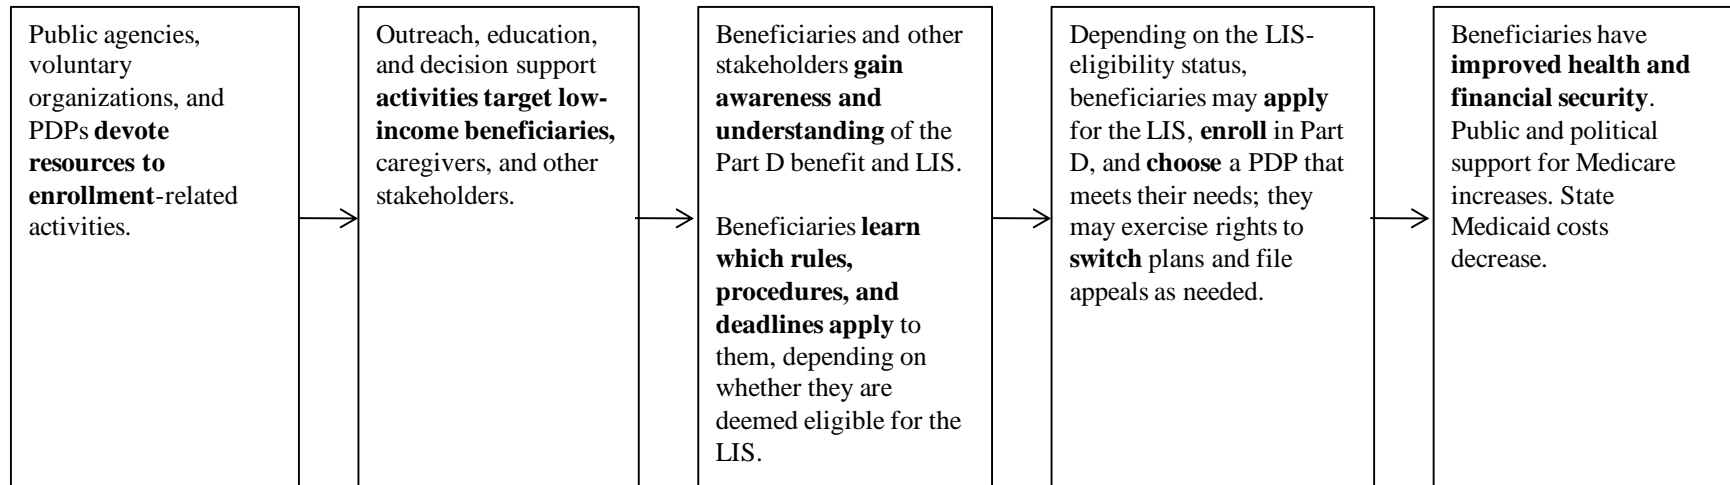 Public agencies,
voluntary
organizations, and
PDPs devote
resources to
enrollment-related
activities.
Outreach, education,
and decision support
activities target low-
income beneficiaries,
caregivers, and other
stakeholders.
Beneficiaries and other
stakeholders gain
awareness and
understanding of the
Part D benefit and LIS.
Beneficiaries learn
which rules,
procedures, and
deadlines apply to
them, depending on
whether they are
deemed eligible for the
LIS.
Depending on the LIS-
eligibility status,
beneficiaries may apply
for the LIS, enroll in Part
D, and choose a PDP that
meets their needs; they
may exercise rights to
switch plans and file
appeals as needed.
Beneficiaries have
improved health and
financial security.
Public and political
support for Medicare
increases. State
Medicaid costs
decrease.